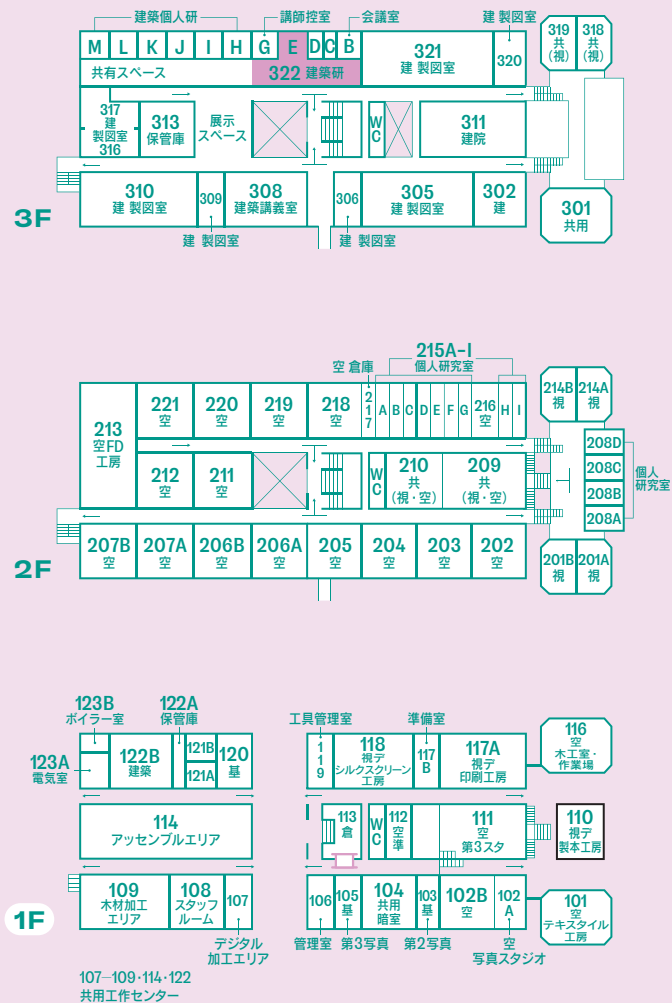 建築個人研
講師控室
会議室
建 製図室
M L K J I H G E D C B
321
建 製図室
320
共有スペース
322 建築研
319
共
(視)
318
共
(視)
317
建
製図室
316
313
保管庫
展示
スペース
WC
311
建院
310
建 製図室
309
308
建築講義室
306
305
建 製図室
302
建
301
共用
3F
建 製図室
建 製図室
215A-I
個人研究室
空 倉庫
213
空FD
工房
221
空
220
空
219
空
218
空
217
A B C D E F G
216
空
H I
214B
視
214A
視
212
空
211
空
WC
210
共
(視・空)
209
共
(視・空)
208D
208C
208B
208A
個人
研究室
207B
空
207A
空
206B
空
206A
空
205
空
204
空
203
空
202
空
201B
視
201A
視
2F
123B
ボイラー室
122A
保管庫
工具管理室
準備室
123A
電気室
122B
建築
121B
121A
120
基
119
118
視デ
シルクスクリーン
工房
117B
117A
視デ
印刷工房
116
空
木工室・
作業場
114
アッセンブルエリア
113
倉
WC
112
空
準
111
空
第3スタ
110
視デ
製本工房
109
木材加工
エリア
108
スタッフ
ルーム
107
106
105
基
104
共用
暗室
103
基
102B
空
102
A
101
空
テキスタイル
工房
1F
デジタル
加工エリア
管理室
第3写真
第2写真
空
写真スタジオ
107–109・114・122
共用工作センター